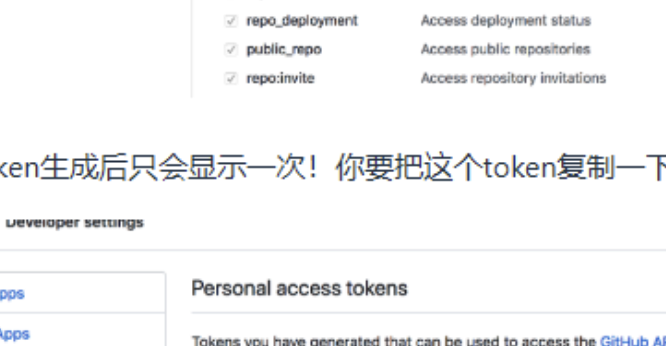 repo_deployment Access deployment status
public_repo Access public repositories
repo:invite Access repository invitations
ken生成后只会显示一次！你要把这个token复制一下
Developer settings
pps
Apps
Personal access tokens
Tokens you have generated that can be used to access the GitHub AP